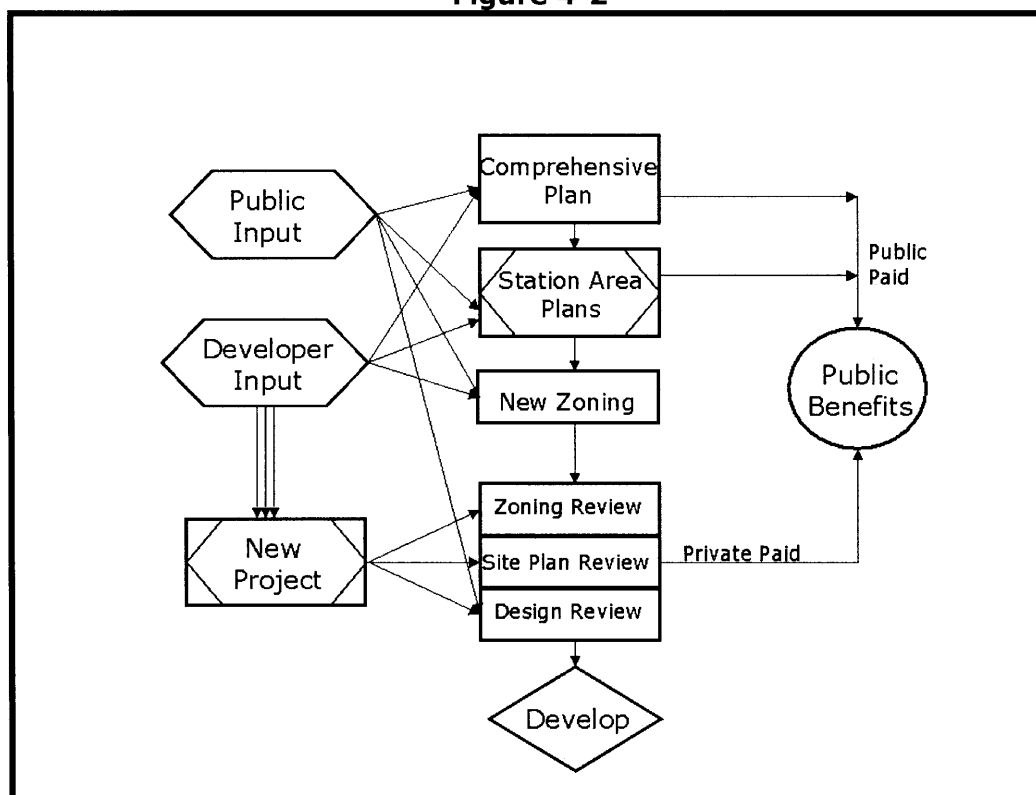 Figure 4-2
Public
Input
Developer
Input
New
Project
Comprehensive
Plan
Station Area
Plans
New Zoning
Zoning Review
Site Plan Review
Design Review
Develop
Public
Paid
Private Paid
Public
Benefits